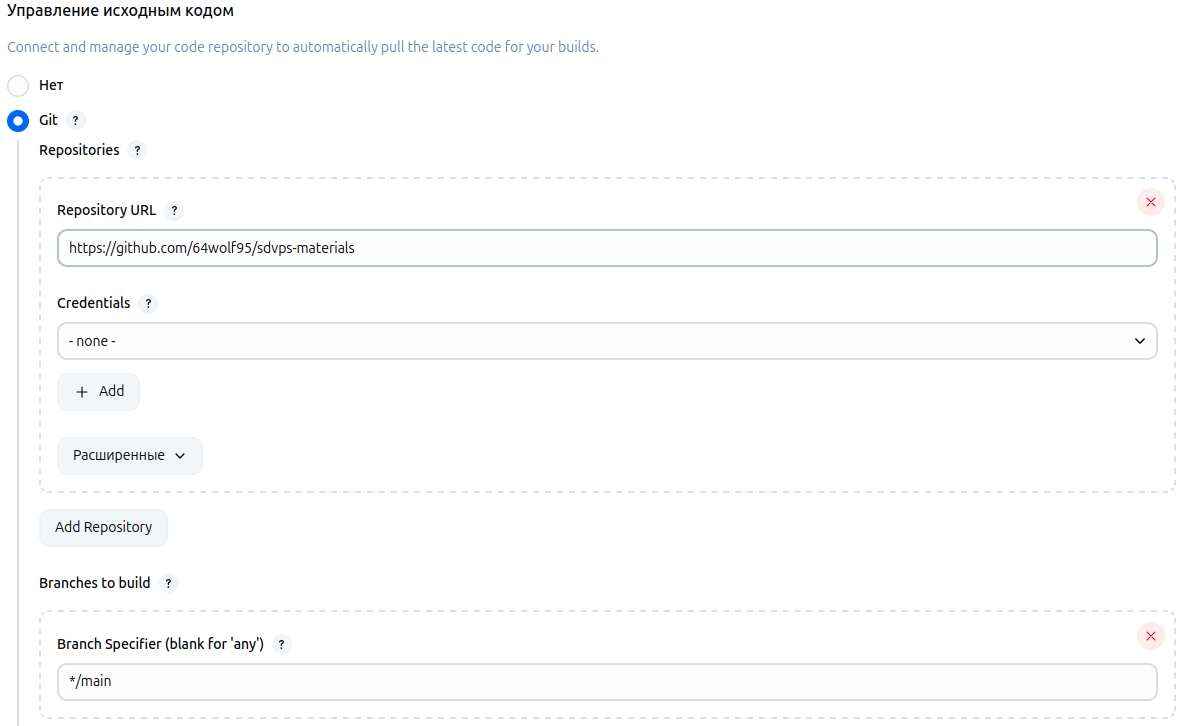 Управление исходным кодом
Connect and manage your code repository to automatically pull the latest code for your builds.
Нет
Git ?
Repositories ?
Repository URL ?
https://github.com/64wolf95/sdvps-materials
Credentials ?
- none -
+ Add
Расширенные
Add Repository
Branches to build ?
Branch Specifier (blank for 'any') ?
*/main